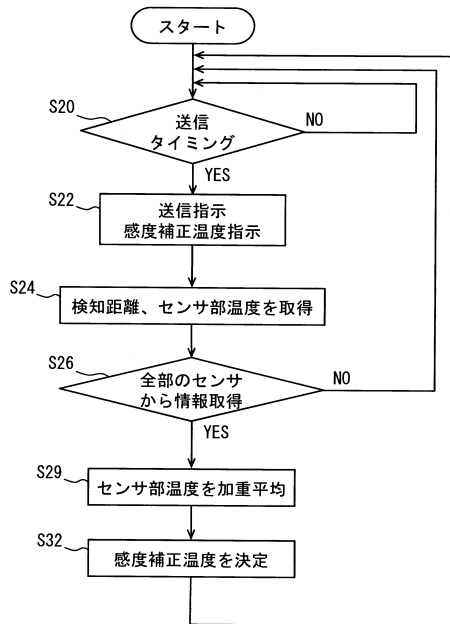 スタート
S20
送信
タイミング
NO
YES
S22
送信指示
感度補正温度指示
S24
検知距離、センサ部温度を取得
S26
全部のセンサ
から情報取得
NO
YES
S29
センサ部温度を加重平均
S32
感度補正温度を決定